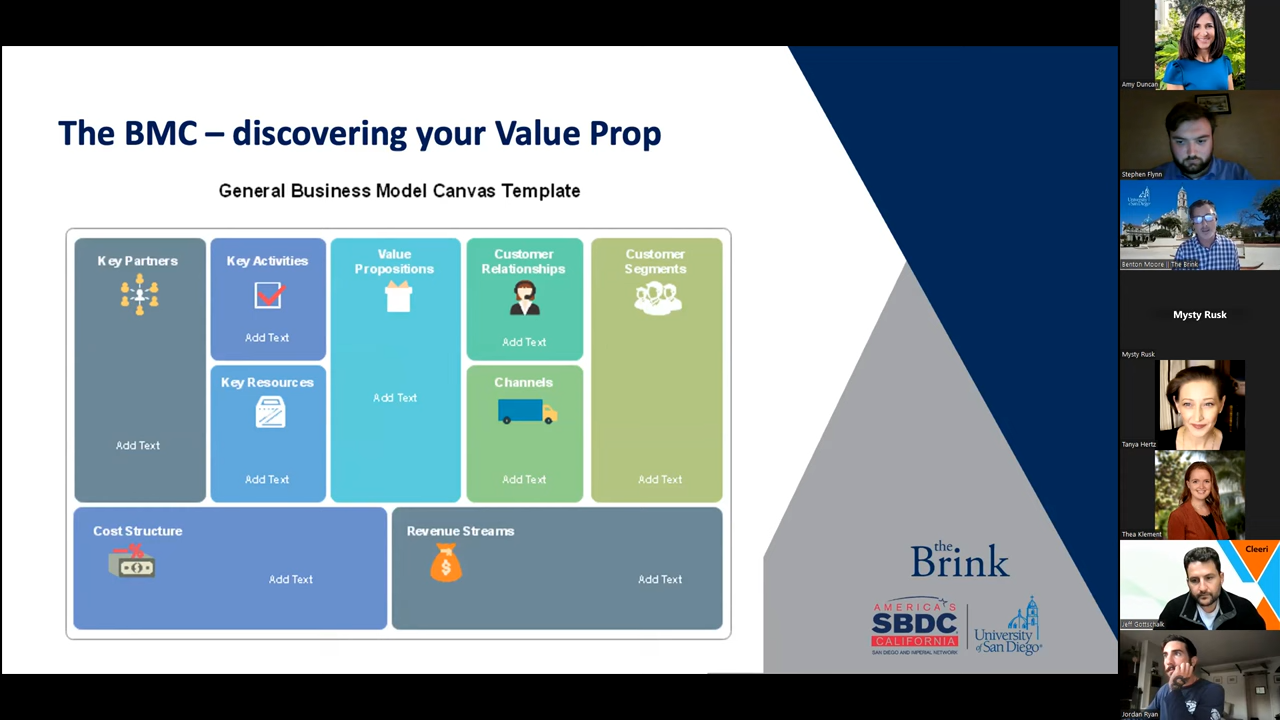 The BMC – discovering your Value Prop
General Business Model Canvas Template
Key Partners
Add Text
Key Activities
Add Text
Key Resources
Add Text
Value
Propositions
Add Text
Customer
Relationships
Add Text
Channels
Add Text
Customer
Segments
Add Text
Cost Structure
Add Text
Revenue Streams
Add Text
the
Brink
AMERICA'S
SBDC
CALIFORNIA
SAN DIEGO AND IMPERIAL NETWORK
University
of San Diego®
Amy Duncan
Stephen Flynn
University
of San Diego
Benton Moore || The Brink
Mysty Rusk
Mysty Rusk
Tanya Hertz
Thea Klement
Cleeri
Jeff Gottschalk
Jordan Ryan